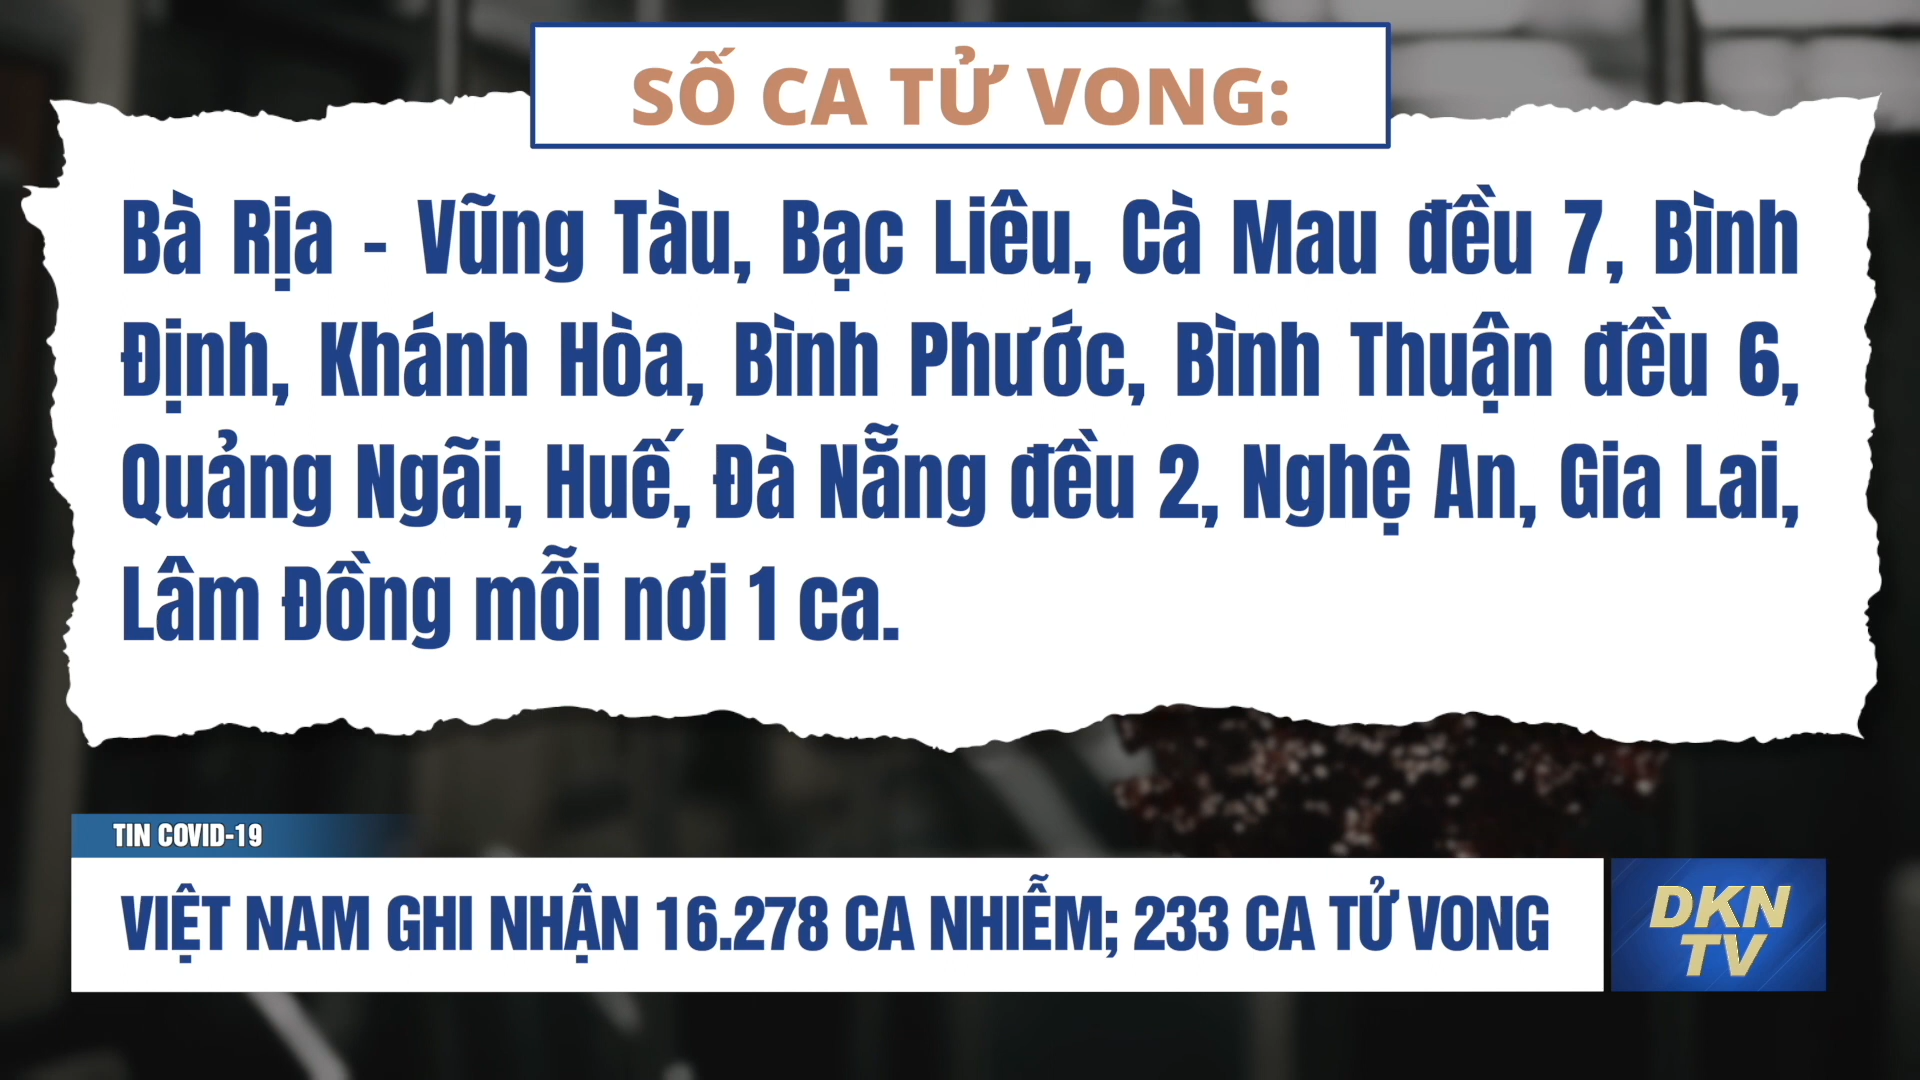 SỐ CA TỬ VONG:
Bà Rịa - Vũng Tàu, Bạc Liêu, Cà Mau đều 7, Bình
Định, Khánh Hòa, Bình Phước, Bình Thuận đều 6,
Quảng Ngãi, Huế, Đà Nẵng đều 2, Nghệ An, Gia Lai,
Lâm Đồng mỗi nơi 1 ca.
TIN COVID-19
VIỆT NAM GHI NHẬN 16.278 CA NHIỄM; 233 CA TỬ VONG
DKN
TV